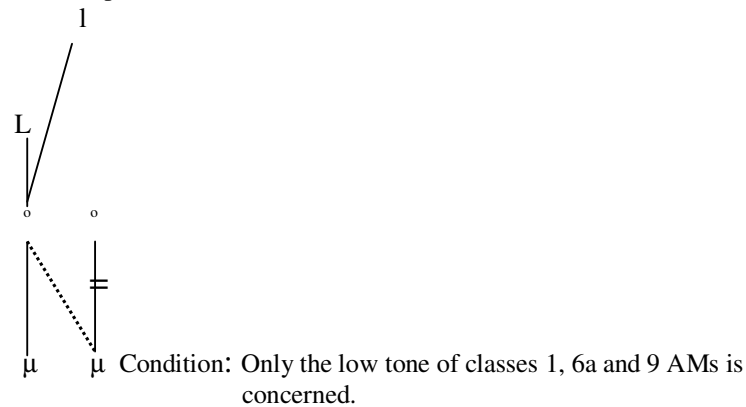 l
L
o o
μ μ Condition: Only the low tone of classes 1, 6a and 9 AMs is
concerned.